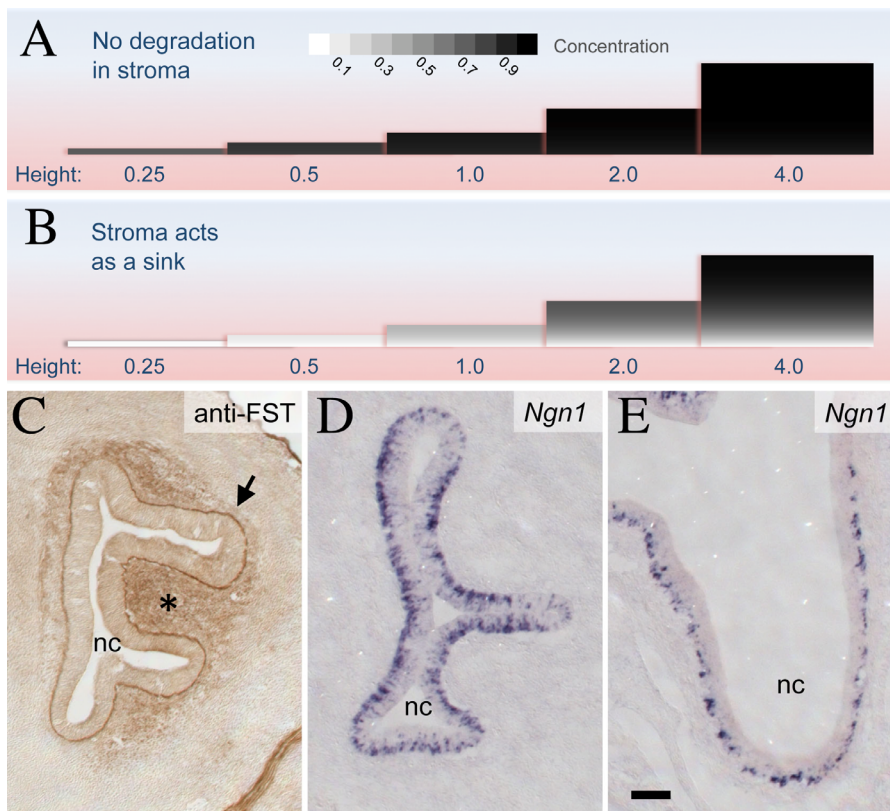 A
No degradation
in stroma
Concentration
0.1 0.3 0.5 0.7 0.9
Height: 0.25 0.5 1.0 2.0 4.0
B
Stroma acts
as a sink
Height: 0.25 0.5 1.0 2.0 4.0
C
anti-FST
*
nc
D
Ngn1
nc
E
Ngn1
nc